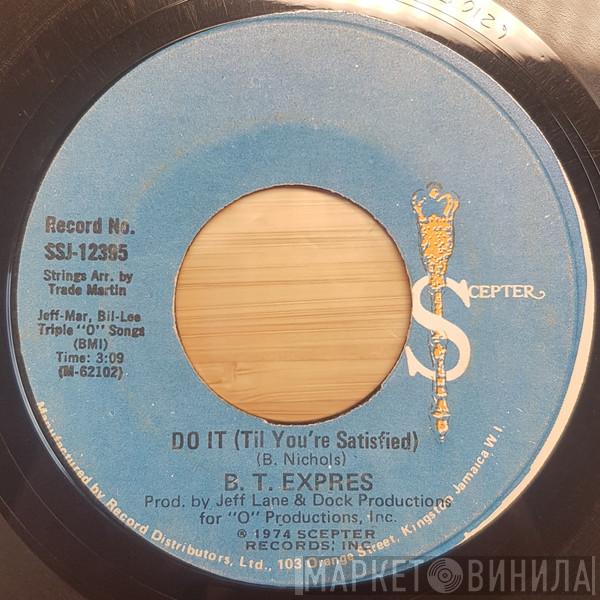 Record No.
SSJ-12395
Strings Arr. by
Trade Martin
Jeff-Mar, Bil-Lee
Triple "O" Songs
(BMI)
Time: 3:09
(M-62102)
SCEPTER
DO IT (Til You're Satisfied)
(B. Nichols)
B. T. EXPRES
Prod. by Jeff Lane & Dock Productions
for "O" Productions, Inc.
℗ 1974 SCEPTER
RECORDS, INC.
Manufactured by Record Distributors, Ltd., 103 Orange Street, Kingston Jamaica W.I.
МАРКЕТ ВИНИЛА